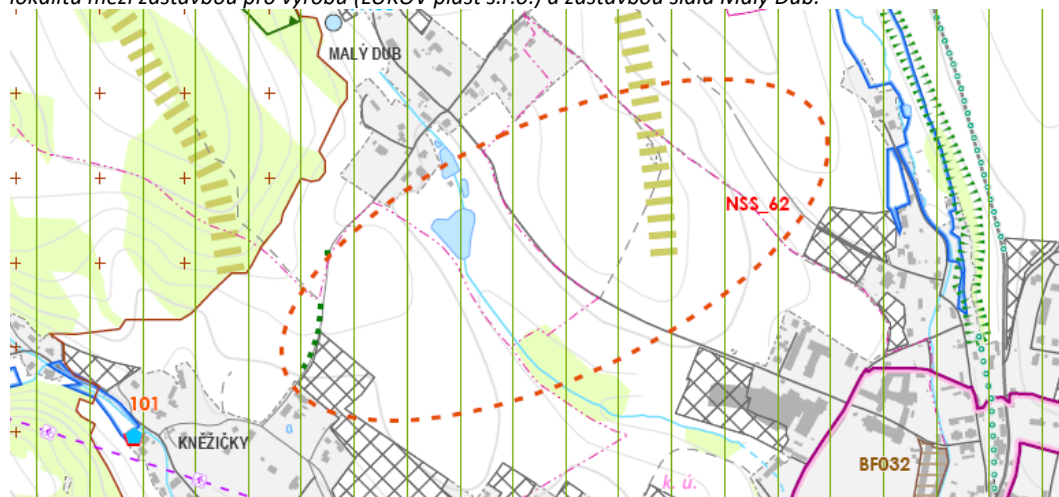 lokalitu mezi zástavbou pro výrobu (LUKOV plast s.r.o.) a zástavbou sídla Malý Dub.
MALÝ DUB
NSS_62
101
KNĚŽIČKY
BF032
k. ú.